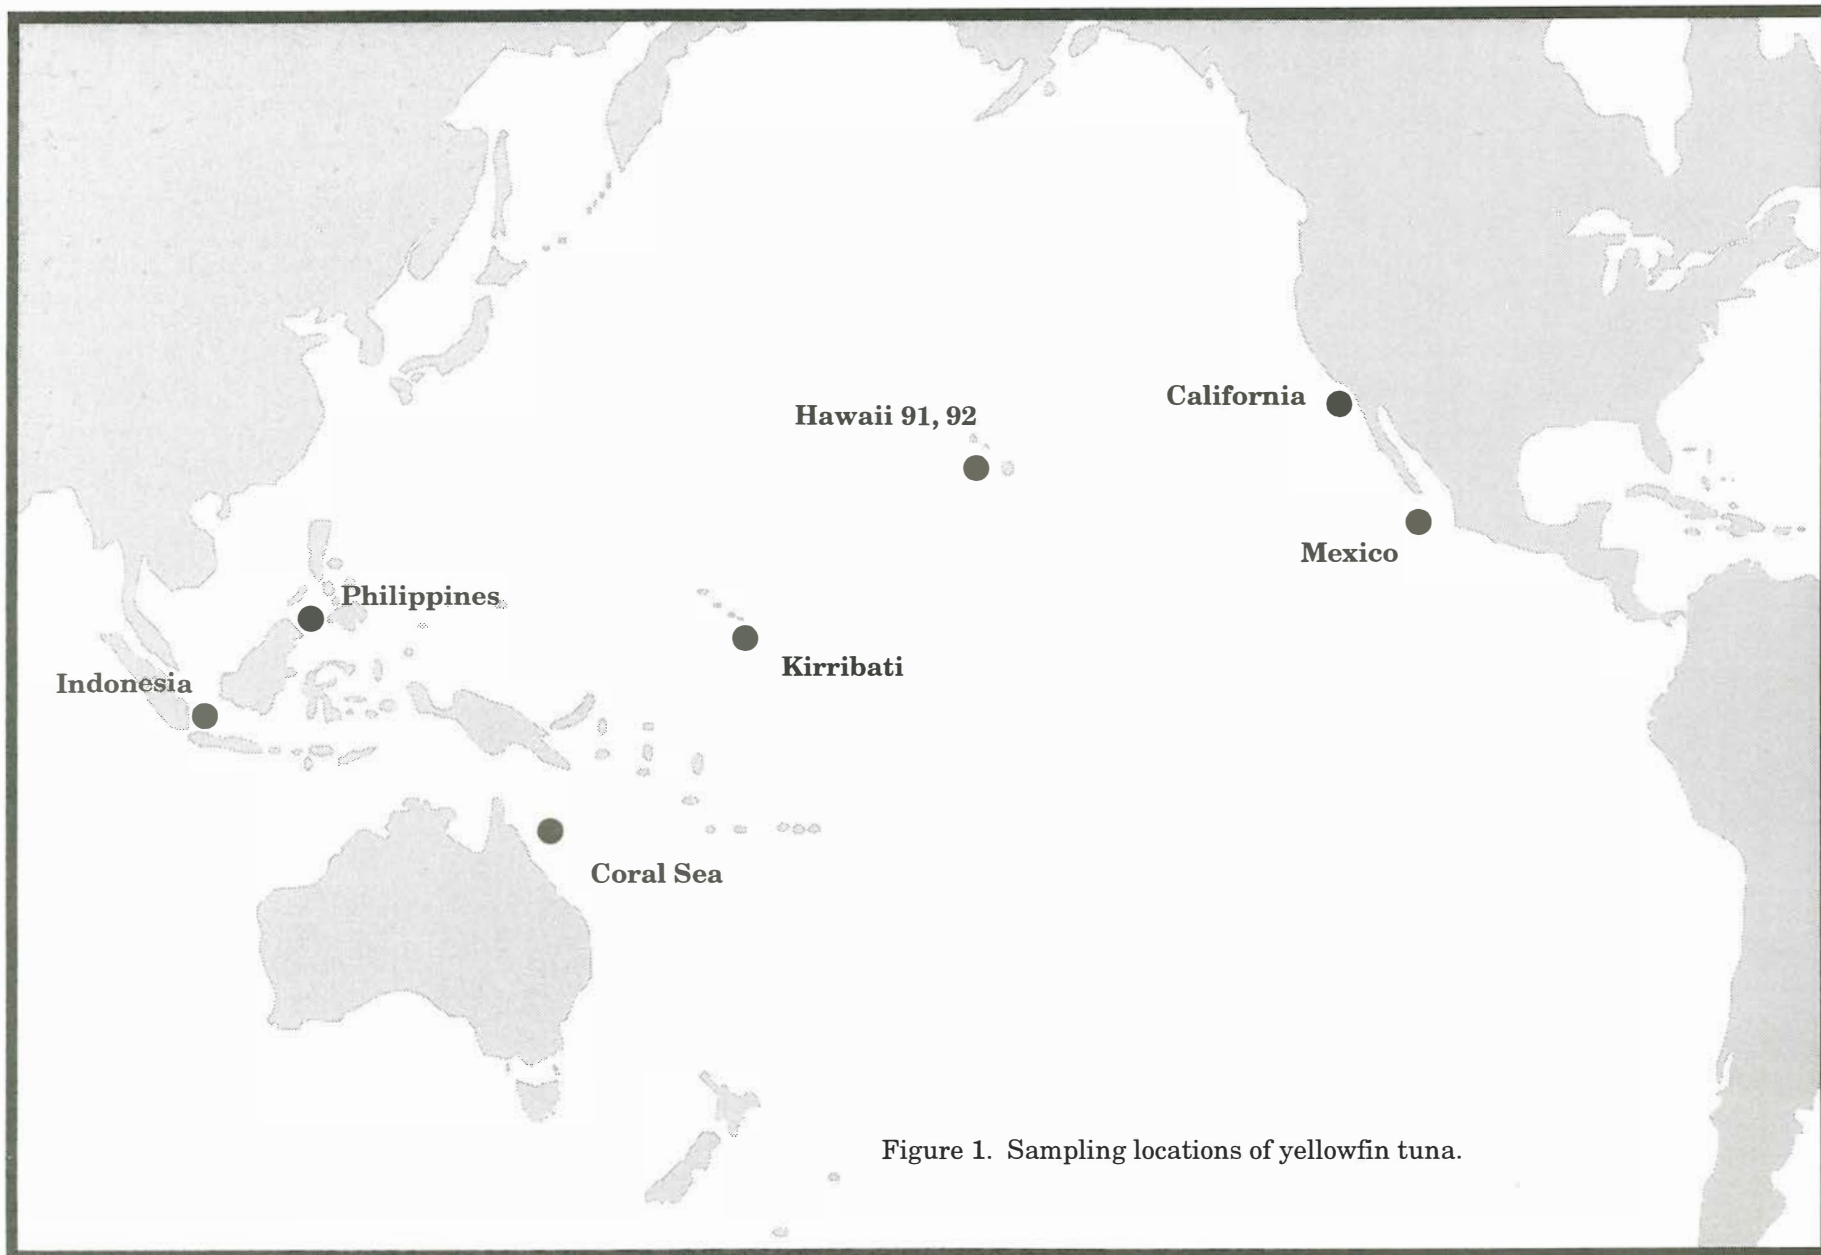 California
Hawaii 91, 92
Mexico
Philippines
Kirribati
Indonesia
Coral Sea
Figure 1. Sampling locations of yellowfin tuna.